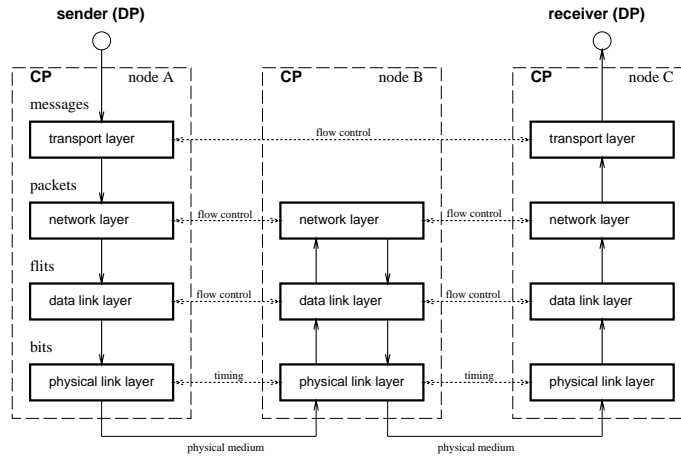 sender (DP)
receiver (DP)
CP
node A
CP
node B
CP
node C
messages
transport layer
flow control
transport layer
packets
network layer
flow control
network layer
flow control
network layer
flits
data link layer
flow control
data link layer
flow control
data link layer
bits
physical link layer
timing
physical link layer
timing
physical link layer
physical medium
physical medium